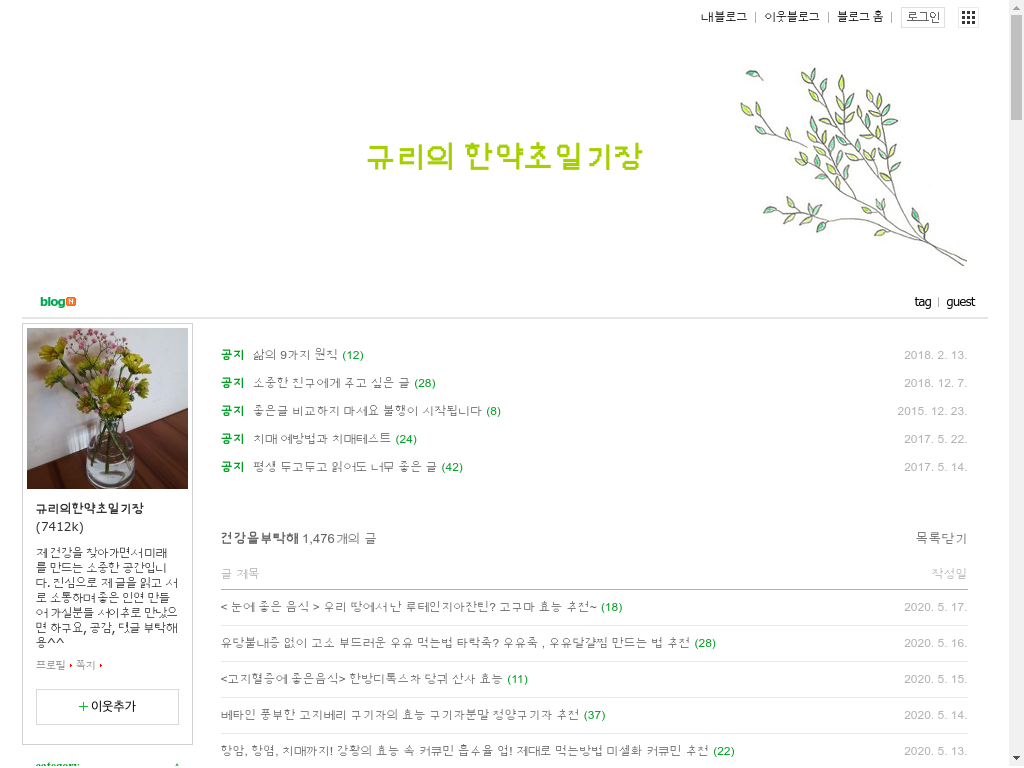 내블로그 | 이웃블로그 | 블로그 홈 | 로그인
규리의 한약초일기장
blog
tag | guest
공지 삶의 9가지 원칙 (12) 2018. 2. 13.
공지 소중한 친구에게 주고 싶은 글 (28) 2018. 12. 7.
공지 좋은글 비교하지 마세요 불행이 시작됩니다 (8) 2015. 12. 23.
공지 치매 예방법과 치매테스트 (24) 2017. 5. 22.
공지 평생 두고두고 읽어도 너무 좋은 글 (42) 2017. 5. 14.
규리의한약초일기장
(7412k)
제 건강을 찾아가면서 미래
를 만드는 소중한 공간입니
다. 진심으로 제 글을 읽고 서
로 소통하며 좋은 인연 만들
어 가실분들 서이추로 만났으
면 하구요, 공감, 댓글 부탁해
용^^
프로필 쪽지
+ 이웃추가
category
건강을부탁해 1,476개의 글 목록닫기
글 제목 작성일
< 눈에 좋은 음식 > 우리 땅에서 난 루테인지아잔틴? 고구마 효능 추천~ (18) 2020. 5. 17.
유당불내증 없이 고소 부드러운 우유 먹는법 타락죽? 우유죽 , 우유달걀찜 만드는 법 추천 (28) 2020. 5. 16.
<고지혈증에 좋은음식> 한방디톡스차 당귀 산사 효능 (11) 2020. 5. 15.
베타인 풍부한 고지베리 구기자의 효능 구기자분말 청양구기자 추천 (37) 2020. 5. 14.
항암, 항염, 치매까지! 강황의 효능 속 커큐민 흡수율 업! 제대로 먹는방법 미셀화 커큐민 추천 (22) 2020. 5. 13.